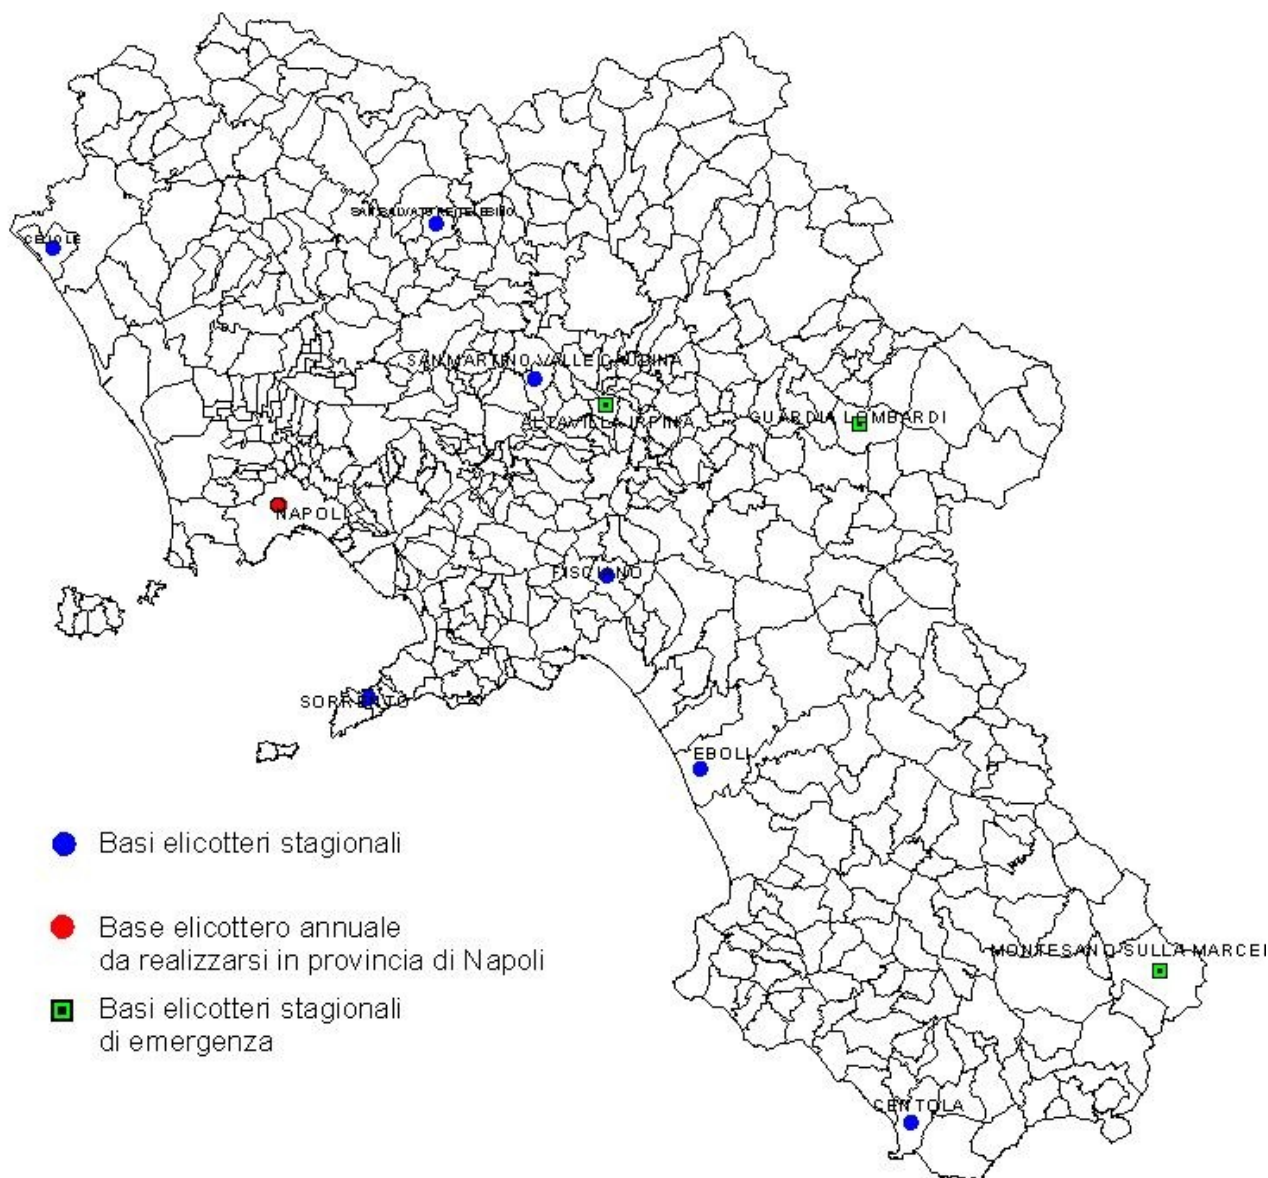 SAN SALVATORE TELESINO
CELLOLE
SAN MARTINO VALLE CAUDINA
ALTAVILLA IRPINA
GUARDIA LOMBARDI
NAPOLI
FISCIANO
SORRENTO
EBOLI
Basi elicotteri stagionali
Base elicottero annuale
da realizzarsi in provincia di Napoli
Basi elicotteri stagionali
di emergenza
MONTESANO SULLA MARCEL
CENTOLA